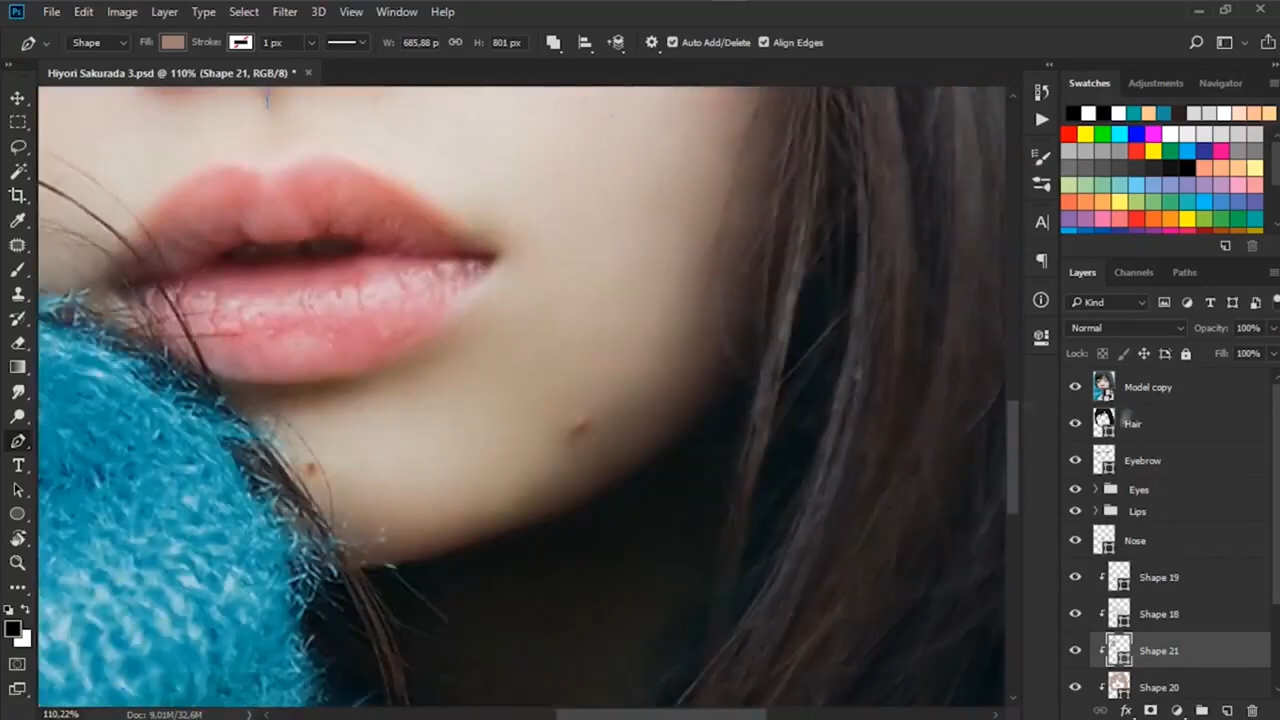 Ps File Edit Image Layer Type Select Filter 3D View Window Help
Shape Fill: Stroke: 1 px W: 685,88 p H: 801 px Auto Add/Delete Align Edges
Hiyori Sakurada 3.psd @ 110% (Shape 21, RGB/8) *
Swatches Adjustments Navigator
Layers Channels Paths
Kind
Normal Opacity: 100%
Lock: Fill: 100%
Model copy
Hair
Eyebrow
Eyes
Lips
Nose
Shape 19
Shape 18
Shape 21
Shape 20
110,22% Doc: 9,01M/32,6M